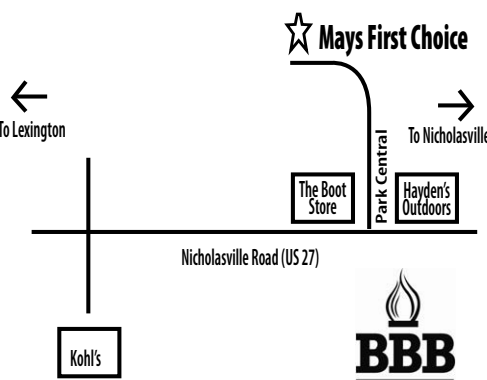 Mays First Choice
To Lexington
To Nicholasville
The Boot
Store
Park Central
Hayden's
Outdoors
Nicholasville Road (US 27)
Kohl's
BBB